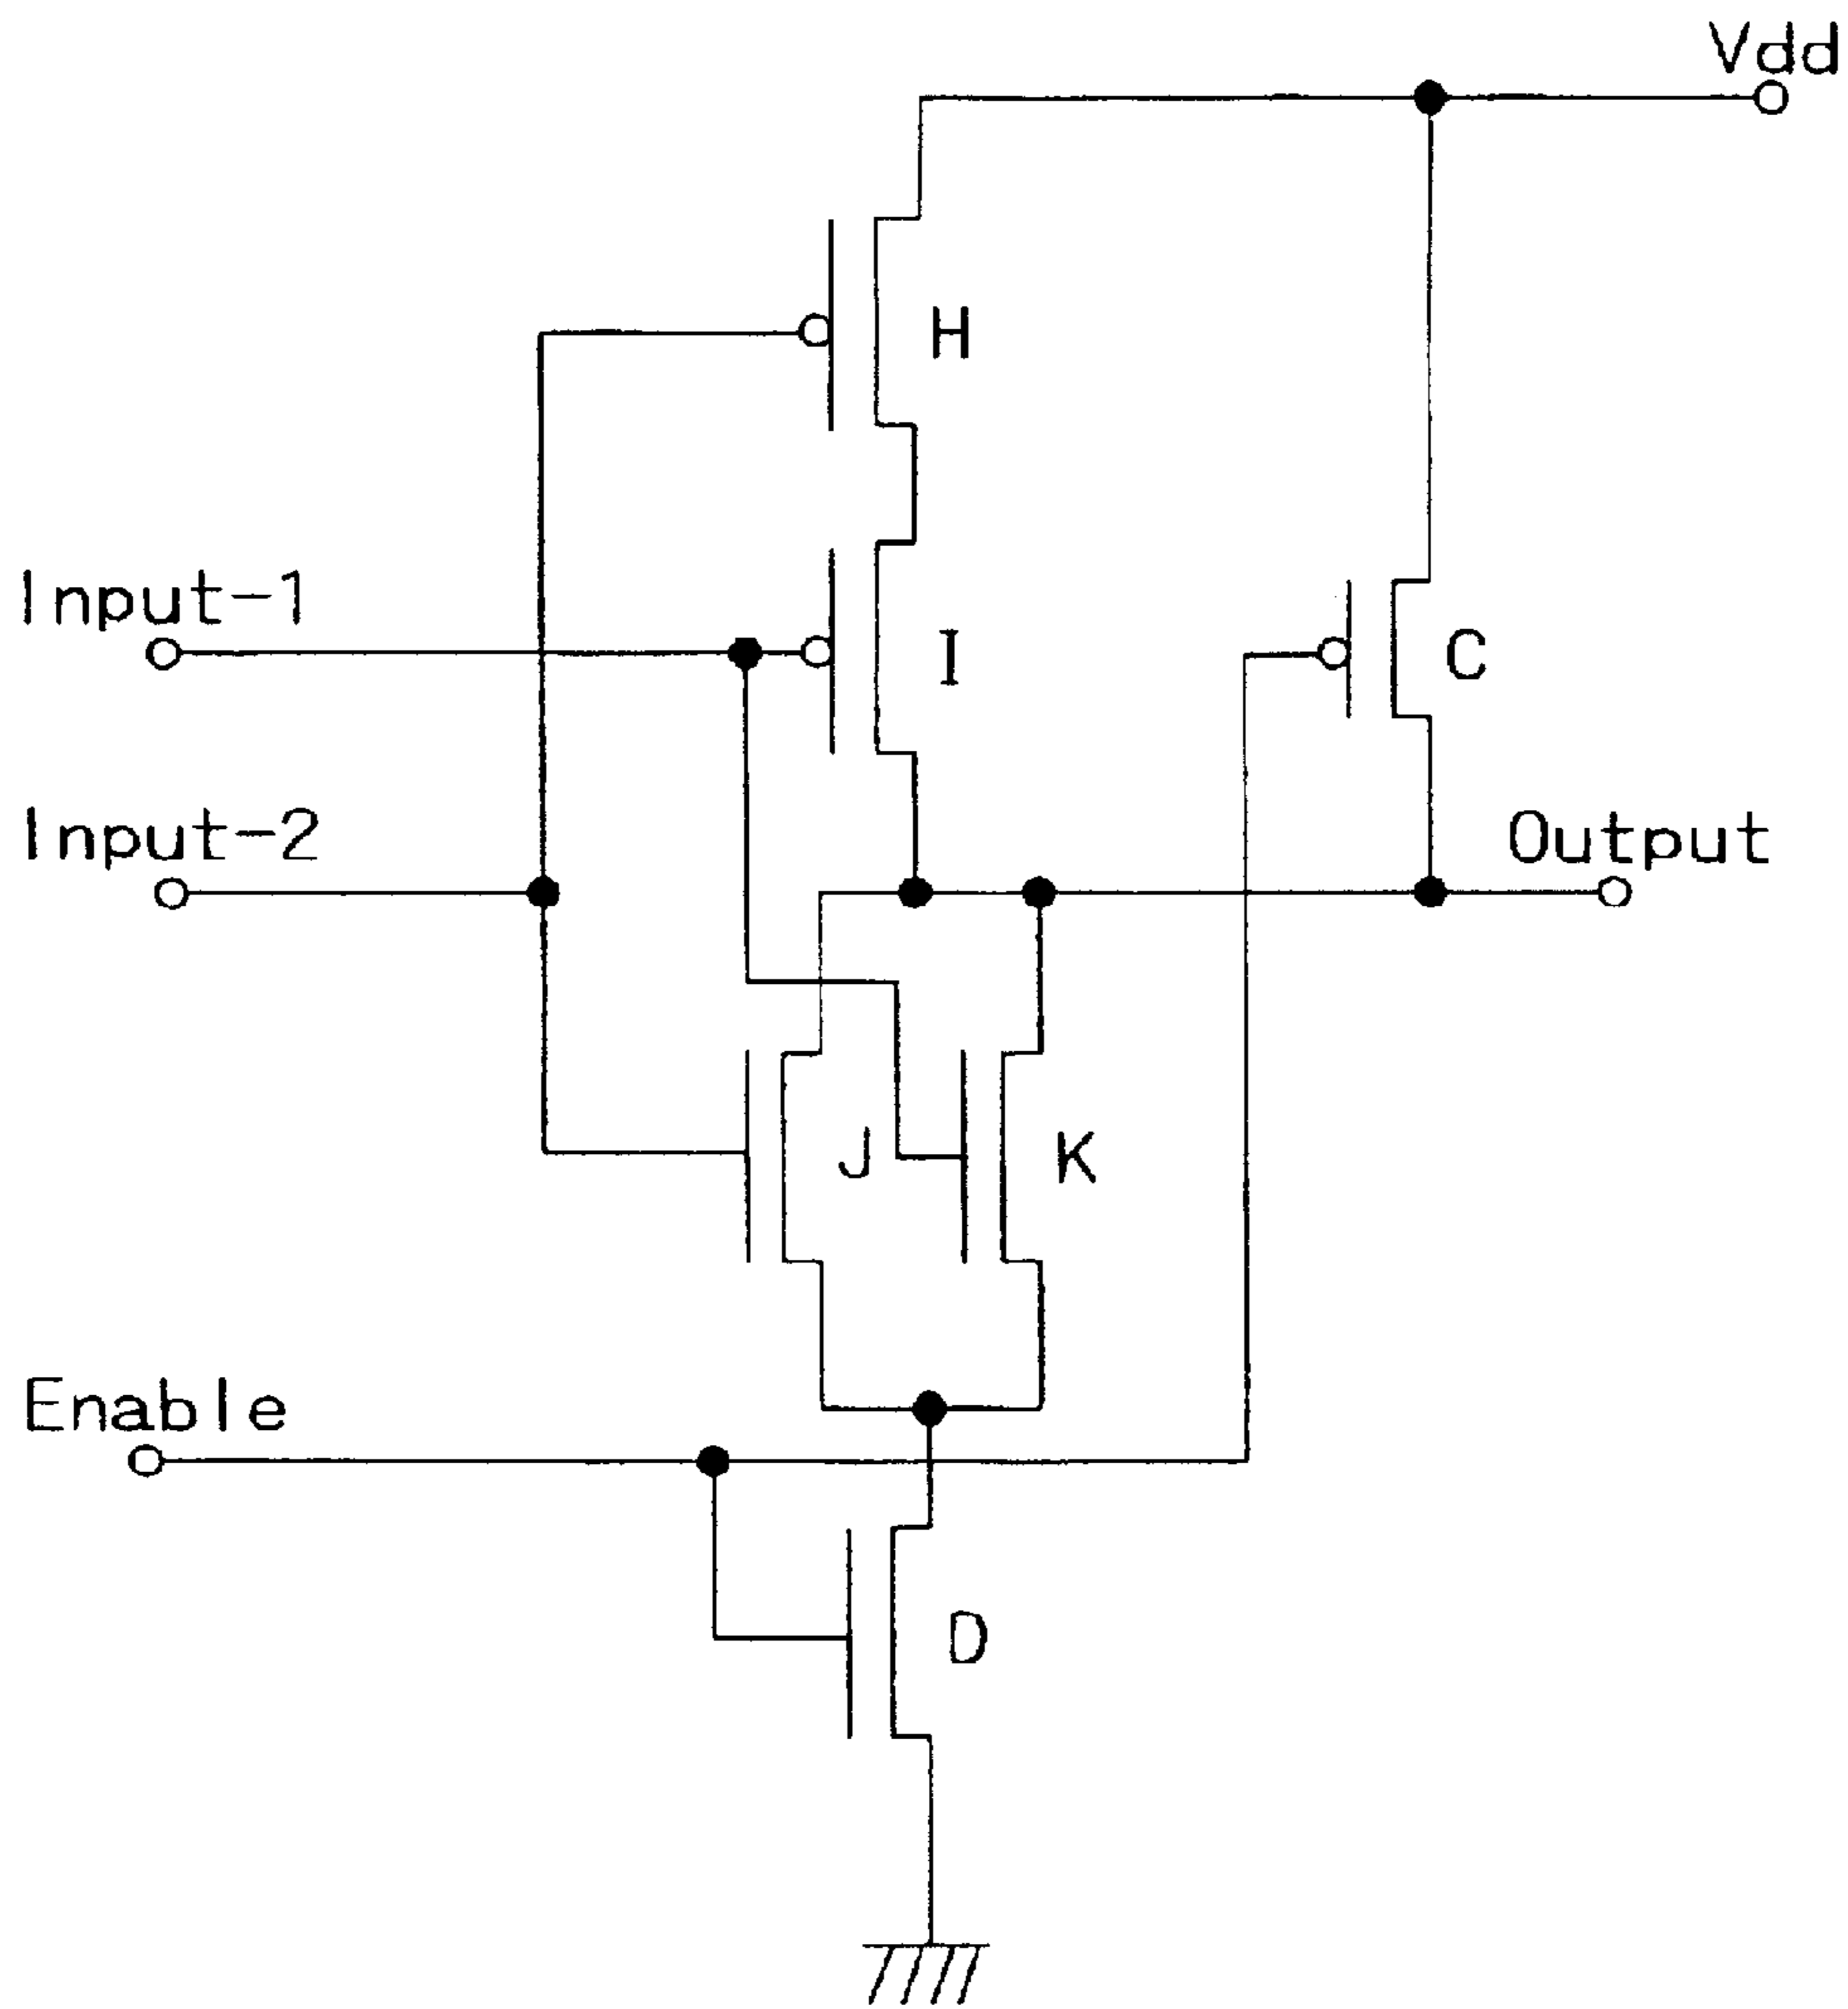 Vdd
H
Input-1
I
C
Input-2
Output
J
K
Enable
D